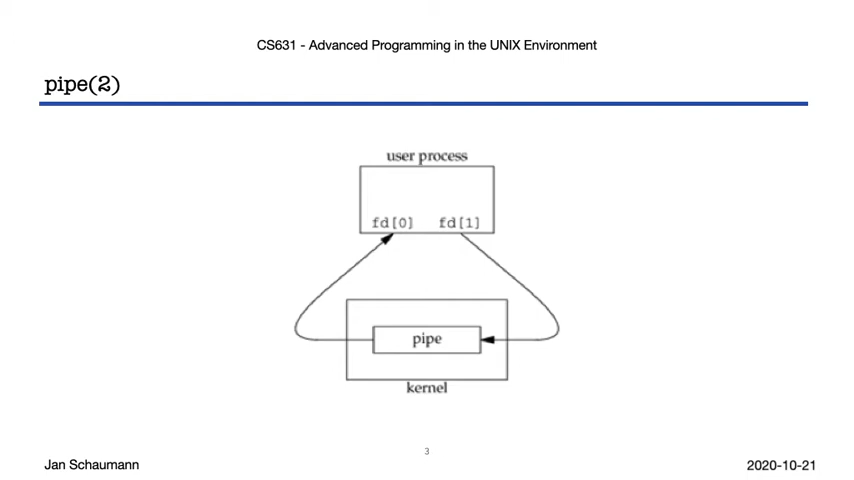 CS631 - Advanced Programming in the UNIX Environment
pipe(2)
user process
fd[0] fd[1]
pipe
kernel
3
Jan Schaumann
2020-10-21